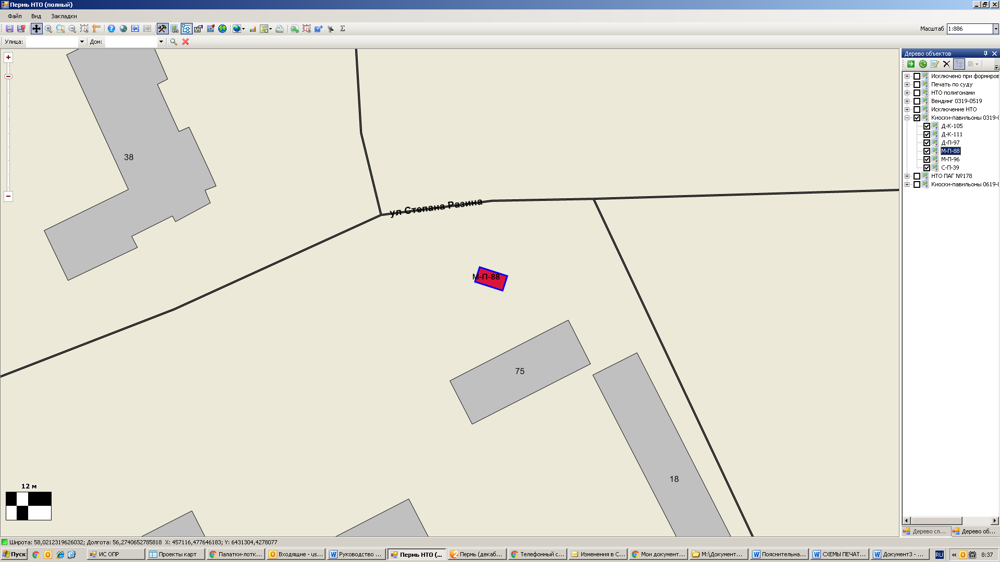 Пермь НТО (полный)
Файл Вид Закладки
Масштаб 1:886
Улица: Дом:
Дерево объектов
Исключено при формиров
Печать по суду
НТО полигонами
Вендинг 0319-0519
Исключение НТО
Киоски-павильоны 0319-0
Д-К-105
Д-К-111
Д-П-97
М-П-88
М-П-96
С-П-39
НТО ПАГ №178
Киоски-павильоны 0619-0
38
ул Степана Разина
М-П-88
75
18
12 м
Дерево сл... Дерево об...
Широта: 58,0212319626032; Долгота: 56,2740652785818 X: 457116,477646183; Y: 6431304,4278077
Пуск ИС ОПР Проекты карт Палатки-лотк... Входящие - us... Руководство ... Пермь НТО (... Пермь (декаб... Телефонный с... Изменения в С... Мои документ... М:\Документ... Пояснительна... СХЕМЫ ПЕЧАТ... Документ3 - ... RU 8:37